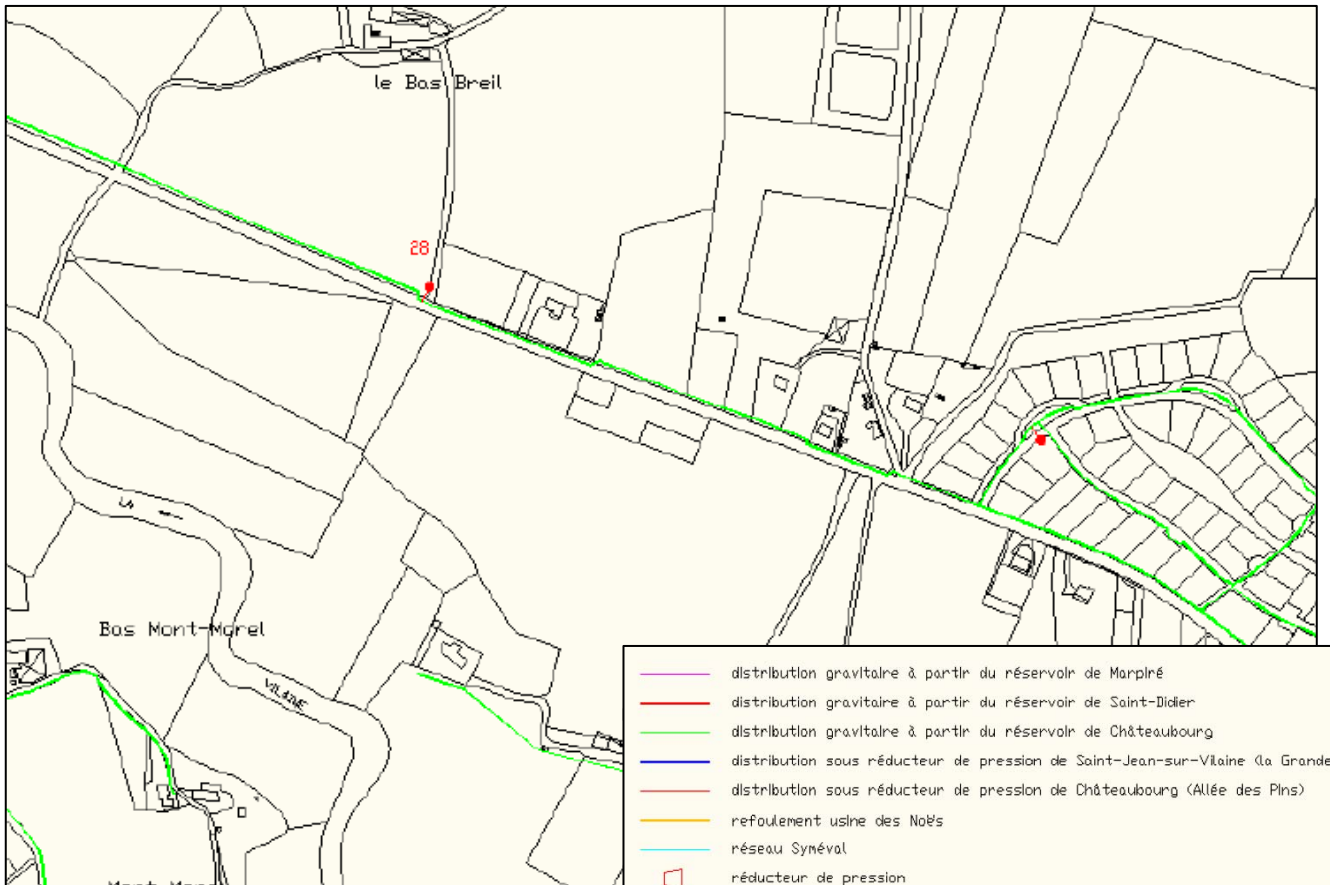 le Bas Breil
28
LA
Bas Mont-Morel
VILAINE
distribution gravitaire à partir du réservoir de Marpiré
distribution gravitaire à partir du réservoir de Saint-Didier
distribution gravitaire à partir du réservoir de Châteaubourg
distribution sous réducteur de pression de Saint-Jean-sur-Vilaine (la Grande
distribution sous réducteur de pression de Châteaubourg (Allée des Pins)
refoulement usine des Noës
réseau Syméval
réducteur de pression